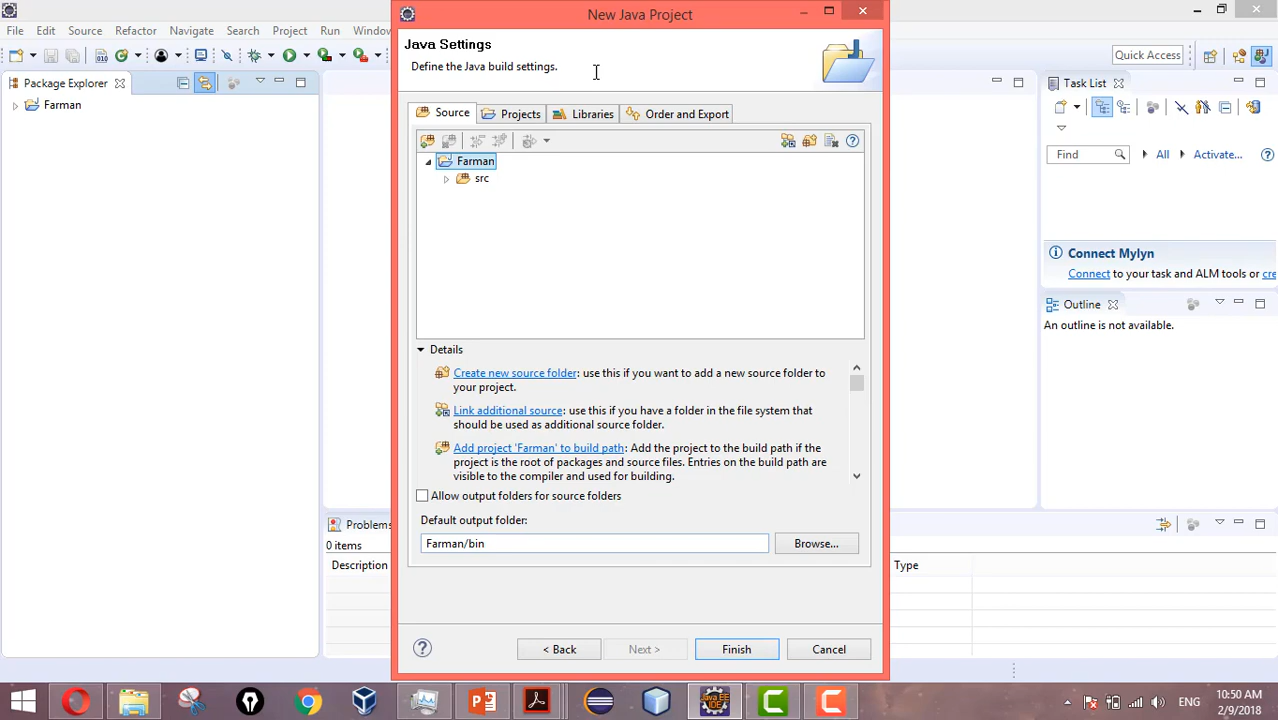 New Java Project
File Edit Source Refactor Navigate Search Project Run Window
Quick Access
Package Explorer
Farman
Java Settings
Define the Java build settings.
Source Projects Libraries Order and Export
Farman
src
Details
Create new source folder: use this if you want to add a new source folder to
your project.
Link additional source: use this if you have a folder in the file system that
should be used as additional source folder.
Add project 'Farman' to build path: Add the project to the build path if the
project is the root of packages and source files. Entries on the build path are
visible to the compiler and used for building.
Allow output folders for source folders
Default output folder:
Farman/bin
Browse...
< Back Next > Finish Cancel
Task List
Find All Activate...
Connect Mylyn
Connect to your task and ALM tools or cre
Outline
An outline is not available.
Problems
0 items
Description Type
Java EE
IDE
ENG
10:50 AM
2/9/2018